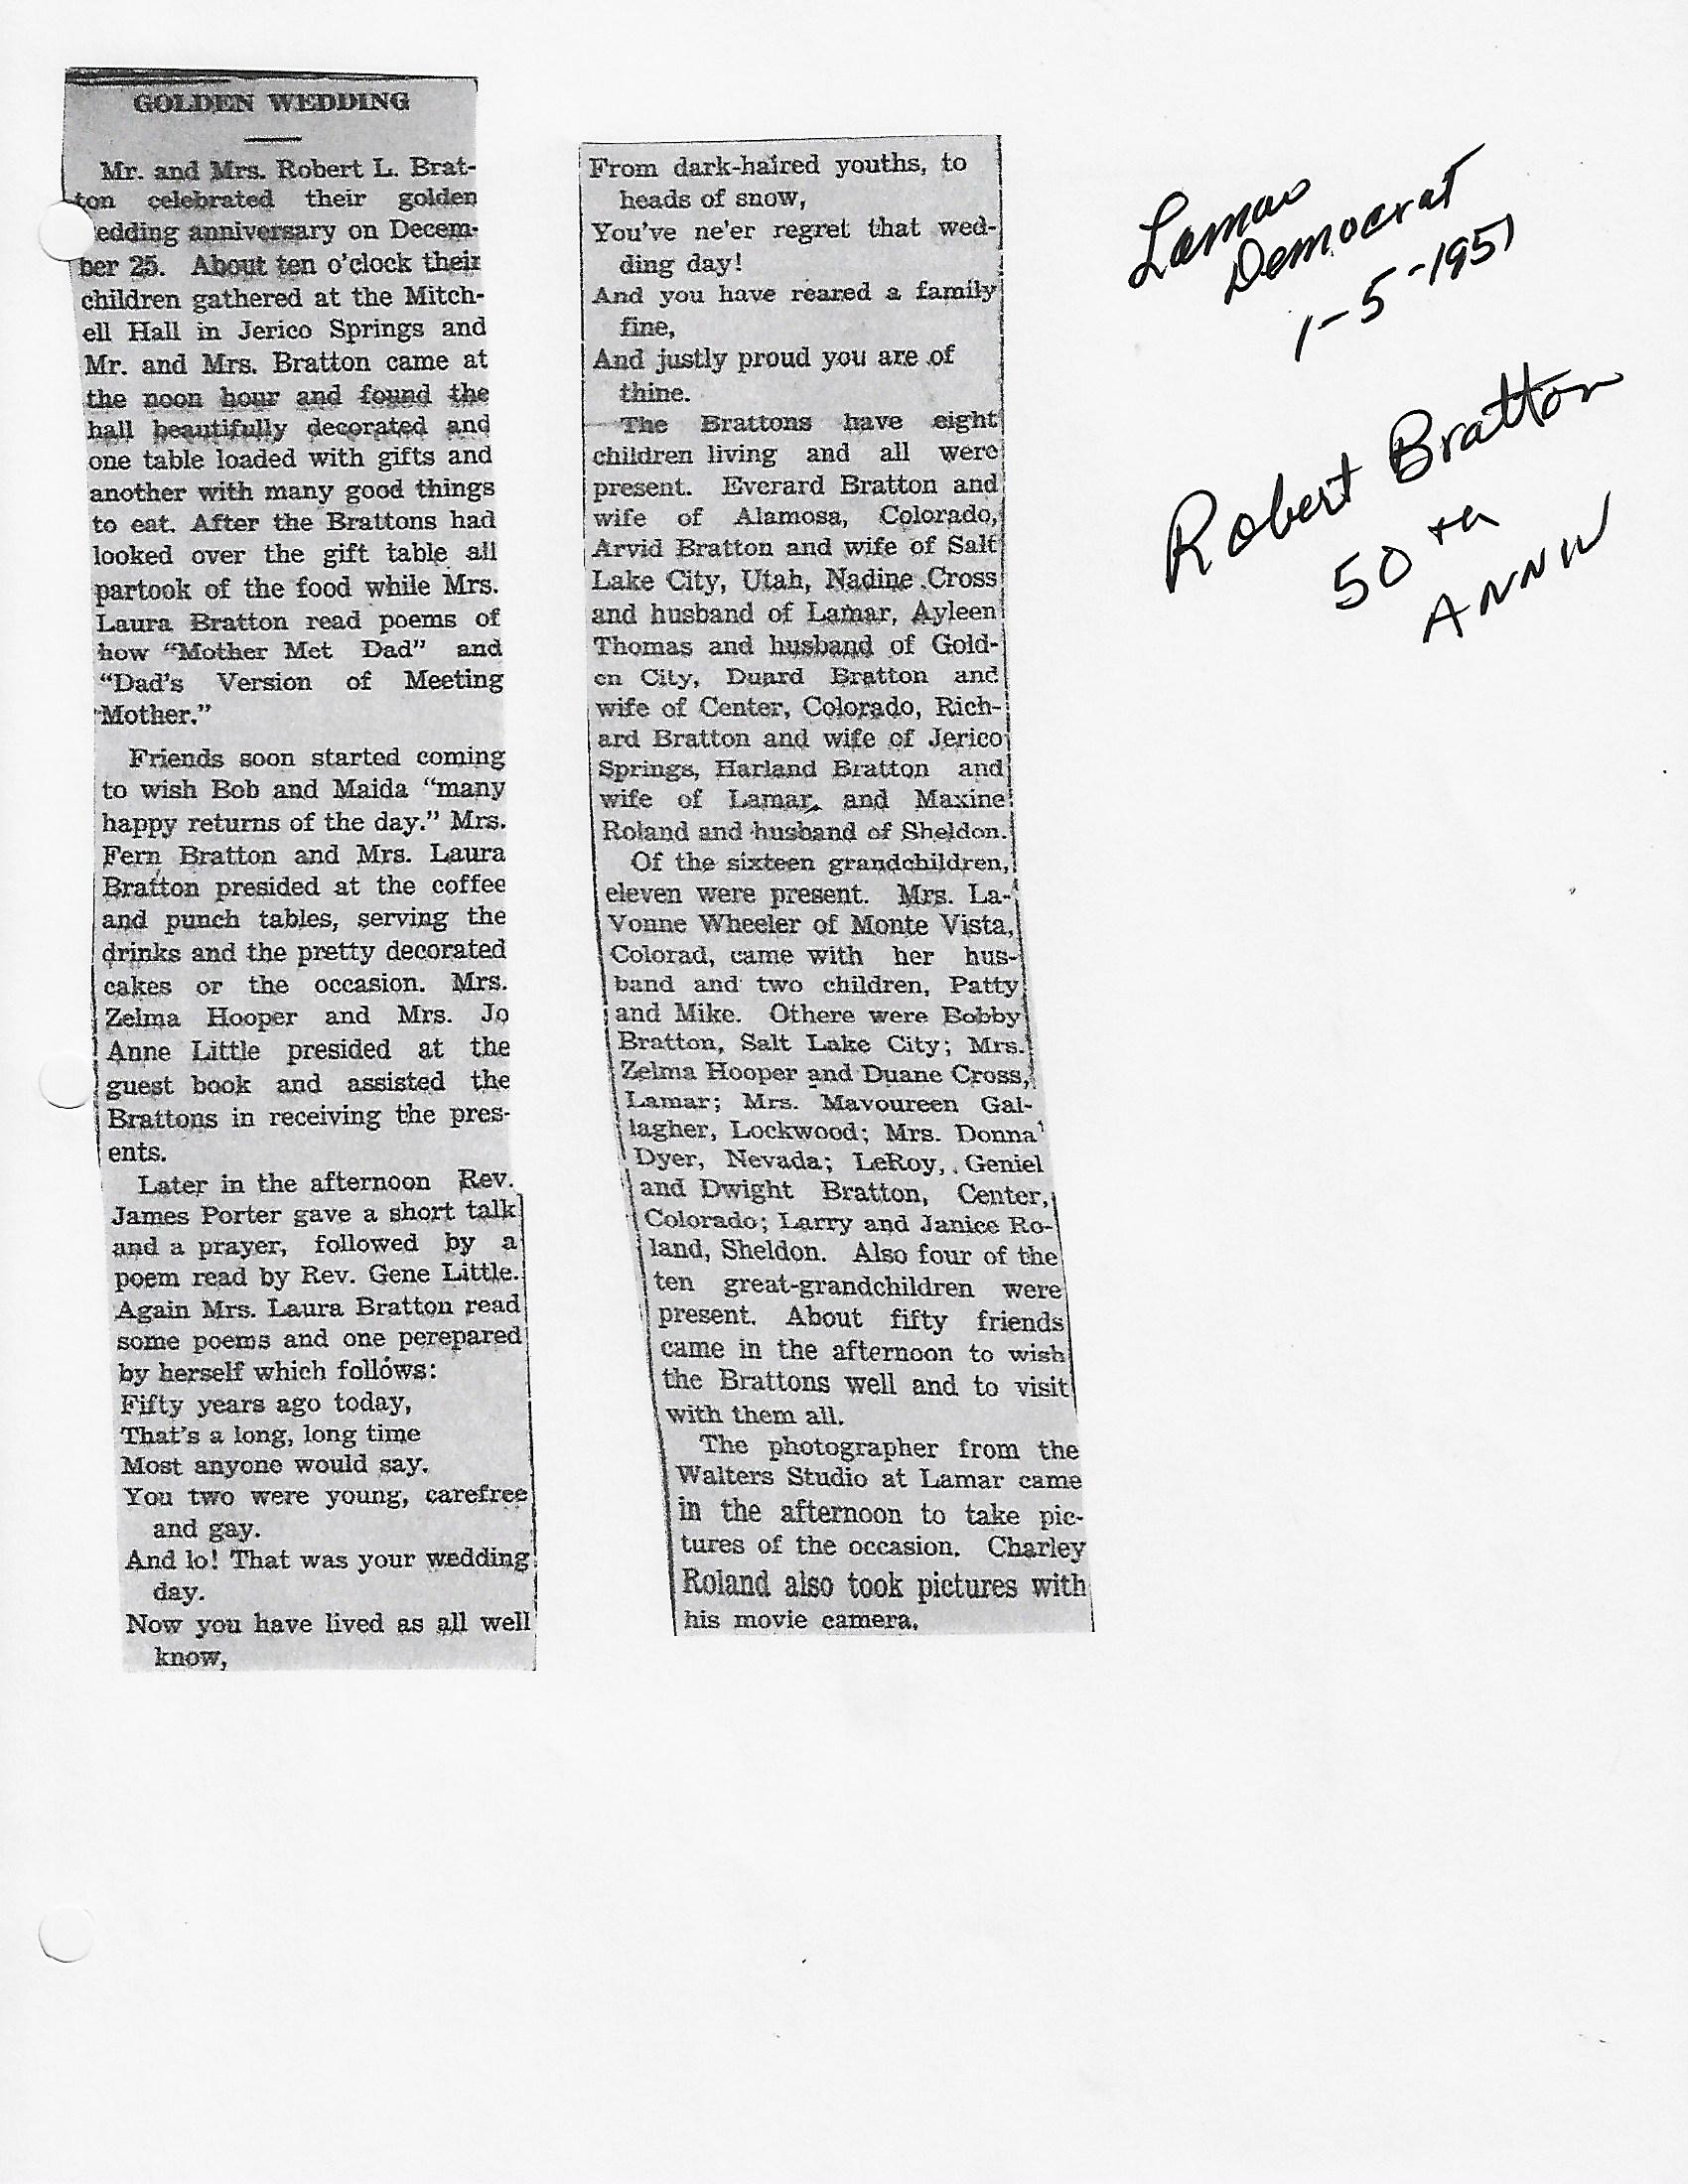 GOLDEN WEDDING
Mr. and Mrs. Robert L. Brat-
ton celebrated their golden
edding anniversary on Decem-
ber 25. About ten o'clock their
children gathered at the Mitch-
ell Hall in Jerico Springs and
Mr. and Mrs. Bratton came at
the noon hour and found the
hall beautifully decorated and
one table loaded with gifts and
another with many good things
to eat. After the Brattons had
looked over the gift table all
partook of the food while Mrs.
Laura Bratton read poems of
how “Mother Met Dad” and
“Dad's Version of Meeting
Mother.”
Friends soon started coming
to wish Bob and Maida “many
happy returns of the day.” Mrs.
Fern Bratton and Mrs. Laura
Bratton presided at the coffee
and punch tables, serving the
drinks and the pretty decorated
cakes or the occasion. Mrs.
Zelma Hooper and Mrs. Jo
Anne Little presided at the
guest book and assisted the
Brattons in receiving the pres-
ents.
Later in the afternoon Rev.
James Porter gave a short talk
and a prayer, followed by a
poem read by Rev. Gene Little.
Again Mrs. Laura Bratton read
some poems and one perepared
by herself which follows:
Fifty years ago today,
That's a long, long time
Most anyone would say.
You two were young, carefree
and gay.
And lo! That was your wedding
day.
Now you have lived as all well
know,
From dark-haired youths, to
heads of snow,
You've ne'er regret that wed-
ding day!
And you have reared a family
fine,
And justly proud you are of
thine.
The Brattons have eight
children living and all were
present. Everard Bratton and
wife of Alamosa, Colorado,
Arvid Bratton and wife of Salt
Lake City, Utah, Nadine Cross
and husband of Lamar, Ayleen
Thomas and husband of Gold-
en City, Duard Bratton and
wife of Center, Colorado, Rich-
ard Bratton and wife of Jerico
Springs, Harland Bratton and
wife of Lamar, and Maxine
Roland and husband of Sheldon.
Of the sixteen grandchildren,
eleven were present. Mrs. La-
Vonne Wheeler of Monte Vista,
Colorad, came with her hus-
band and two children, Patty
and Mike. Othere were Bobby
Bratton, Salt Lake City; Mrs.
Zelma Hooper and Duane Cross,
Lamar; Mrs. Mavoureen Gal-
lagher, Lockwood; Mrs. Donna
Dyer, Nevada; LeRoy, Geniel
and Dwight Bratton, Center,
Colorado; Larry and Janice Ro-
land, Sheldon. Also four of the
ten great-grandchildren were
present. About fifty friends
came in the afternoon to wish
the Brattons well and to visit
with them all.
The photographer from the
Walters Studio at Lamar came
in the afternoon to take pic-
tures of the occasion. Charley
Roland also took pictures with
his movie camera.
Lamar
Democrat
1-5-1951
Robert Bratton
50th
ANNIV